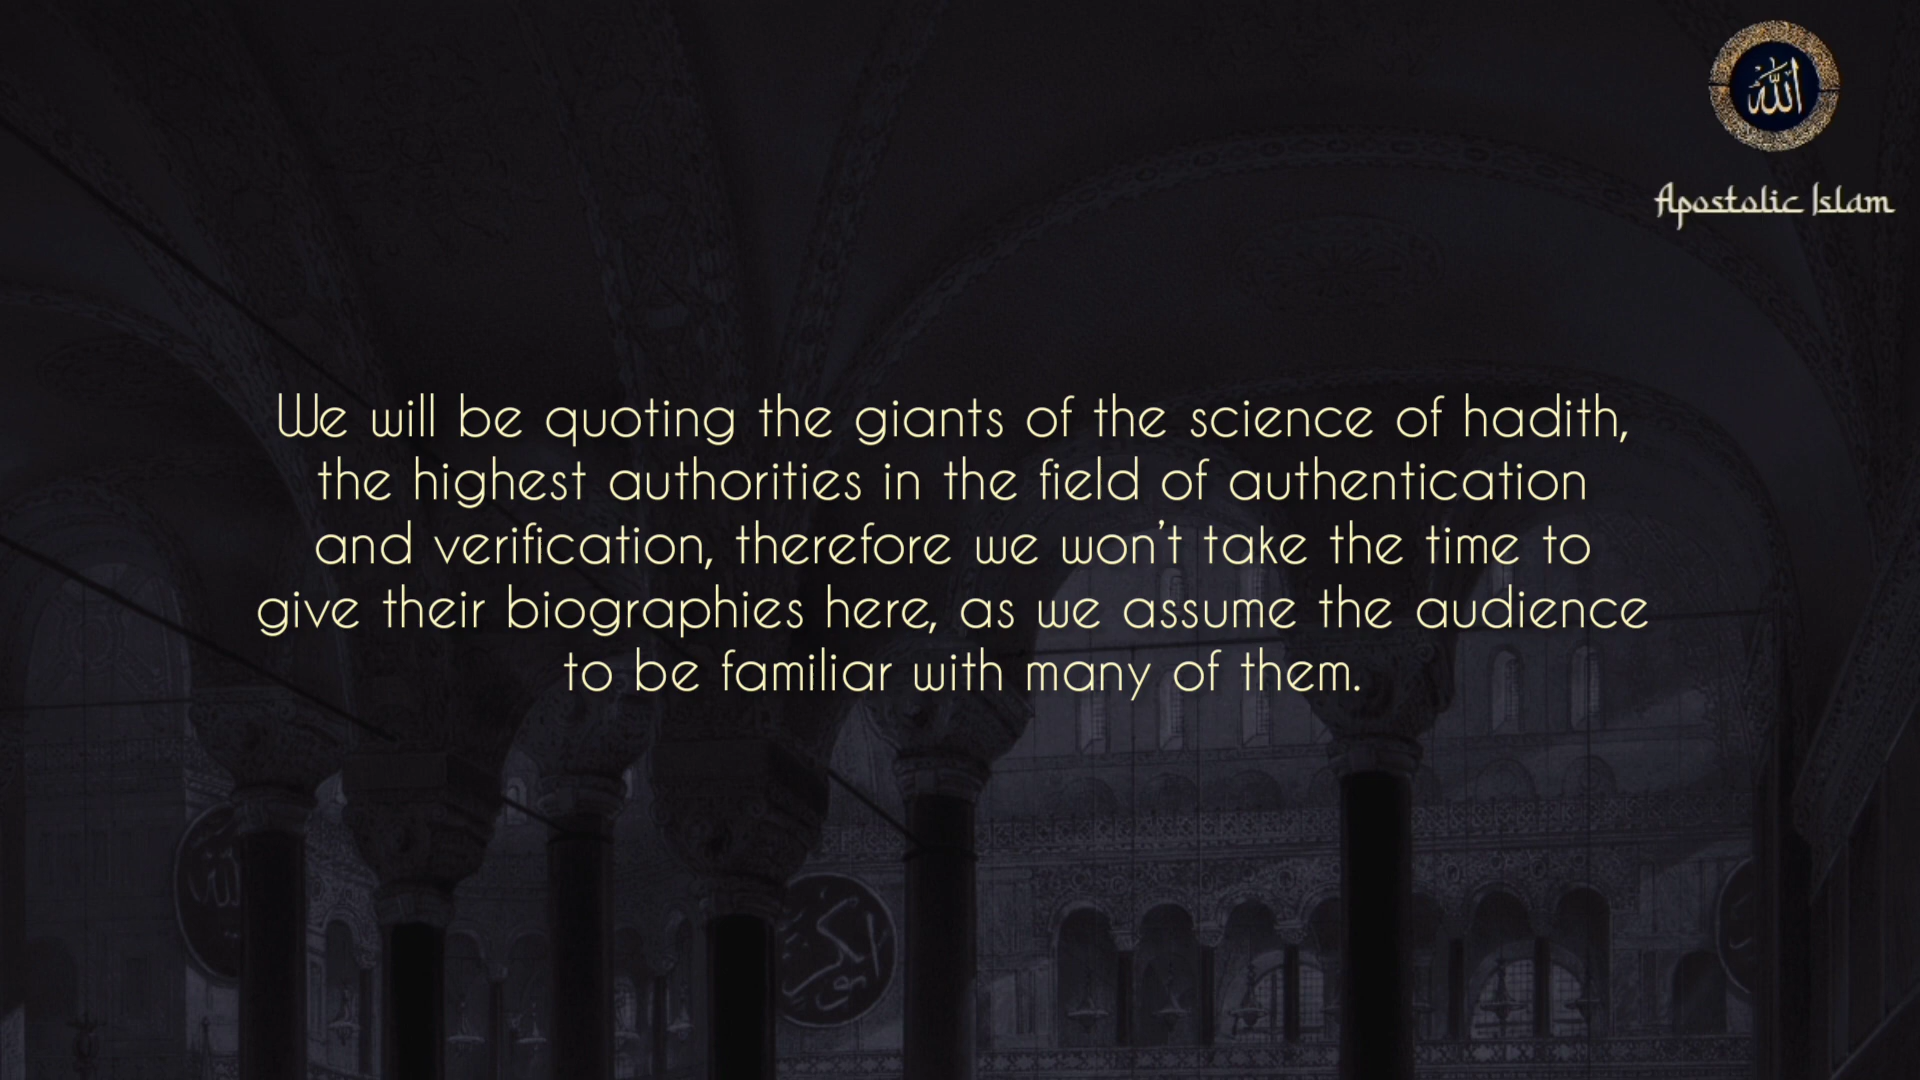 الله
Apostolic Islam
We will be quoting the giants of the science of hadith,
the highest authorities in the field of authentication
and verification, therefore we won't take the time to
give their biographies here, as we assume the audience
to be familiar with many of them.